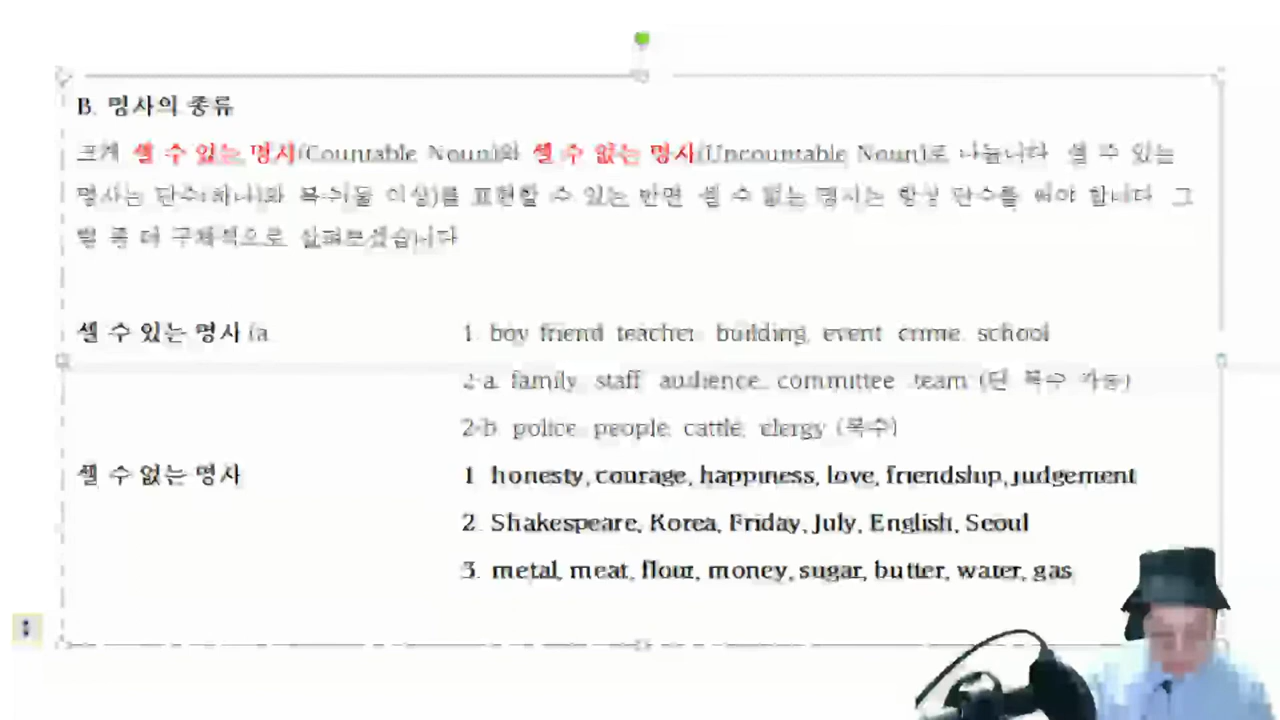 B. 명사의 종류
크게 셀 수 있는 명사(Countable Noun)와 셀 수 없는 명사(Uncountable Noun)로 나뉩니다 셀 수 있는
명사는 단수(하나)와 복수(둘 이상)를 표현할 수 있는 반면 셀 수 없는 명사는 항상 단수를 써야 합니다 그
럼 좀 더 구체적으로 살펴보겠습니다
셀 수 있는 명사 (a 1. boy friend teacher building, event crime school
2-a. family staff audience committee team (단 복수 가능)
2-b. police people cattle, clergy (복수)
셀 수 없는 명사 1. honesty, courage, happiness, love, friendship, judgement
2. Shakespeare, Korea, Friday, July, English, Seoul
3. metal, meat, flour, money, sugar, butter, water, gas